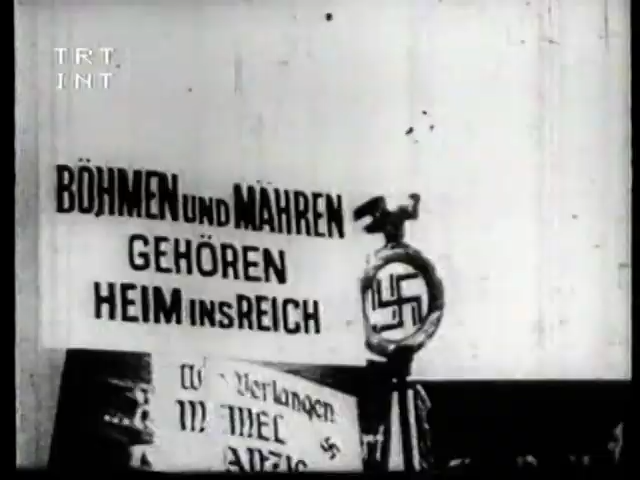 TRT
INT
BÖHMEN UND MÄHREN
GEHÖREN
HEIM INS REICH
Verlangen